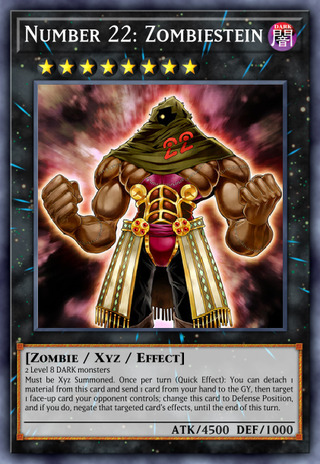 Number 22: Zombiestein
DARK
闇
22
[Zombie / Xyz / Effect]
2 Level 8 DARK monsters
Must be Xyz Summoned. Once per turn (Quick Effect): You can detach 1
material from this card and send 1 card from your hand to the GY, then target
1 face-up card your opponent controls; change this card to Defense Position,
and if you do, negate that targeted card's effects, until the end of this turn.
ATK/4500 DEF/1000